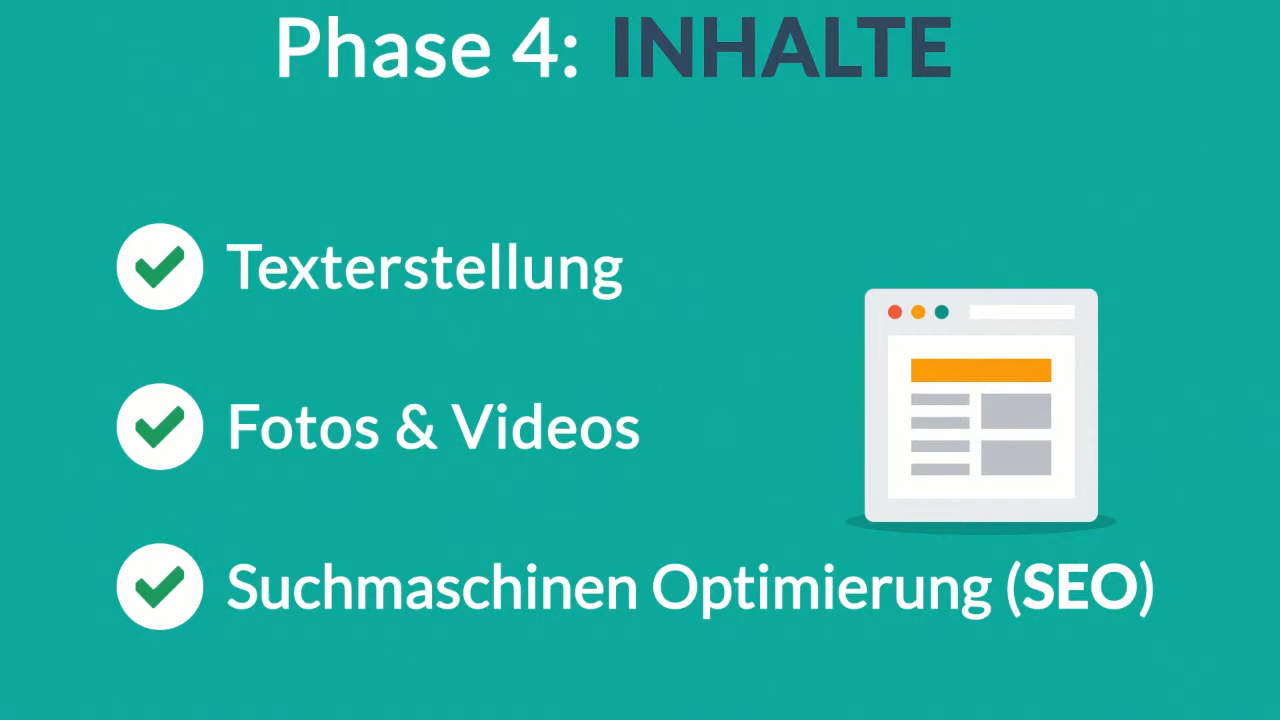 Phase 4: INHALTE
Texterstellung
Fotos & Videos
Suchmaschinen Optimierung (SEO)